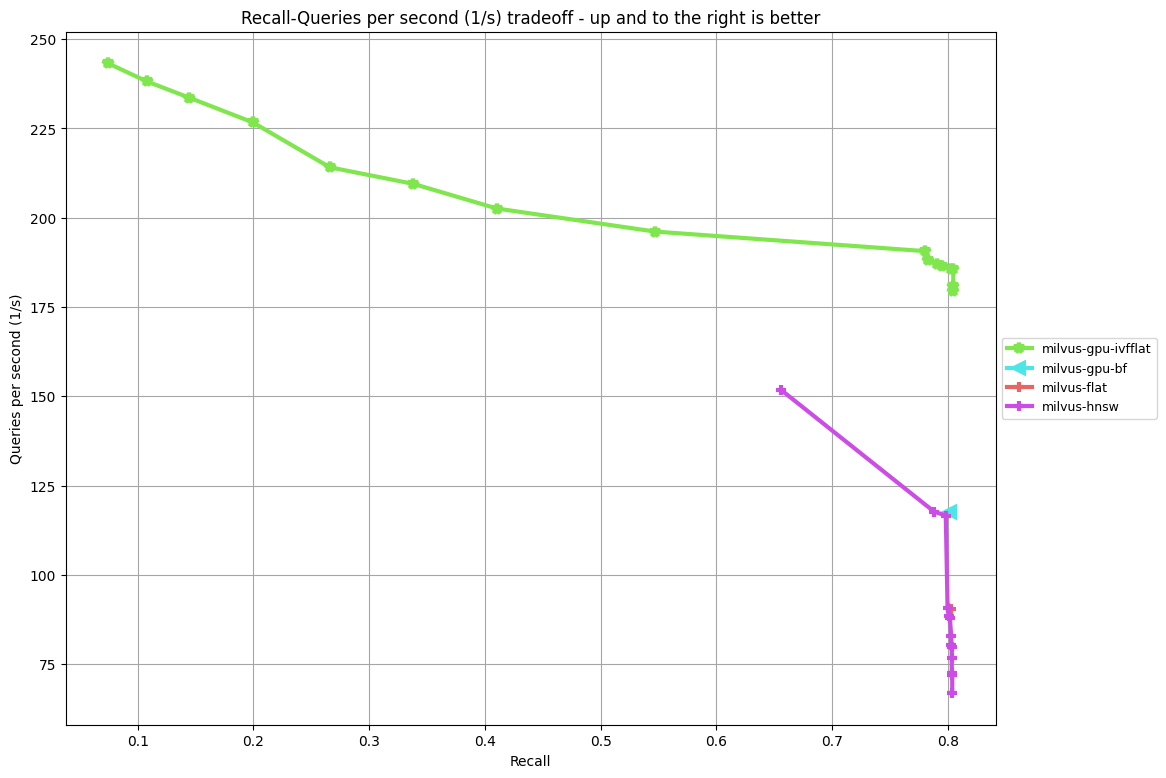 Recall-Queries per second (1/s) tradeoff - up and to the right is better
250
225
200
175
150
125
100
75
Queries per second (1/s)
0.1 0.2 0.3 0.4 0.5 0.6 0.7 0.8
Recall
milvus-gpu-ivfflat
milvus-gpu-bf
milvus-flat
milvus-hnsw